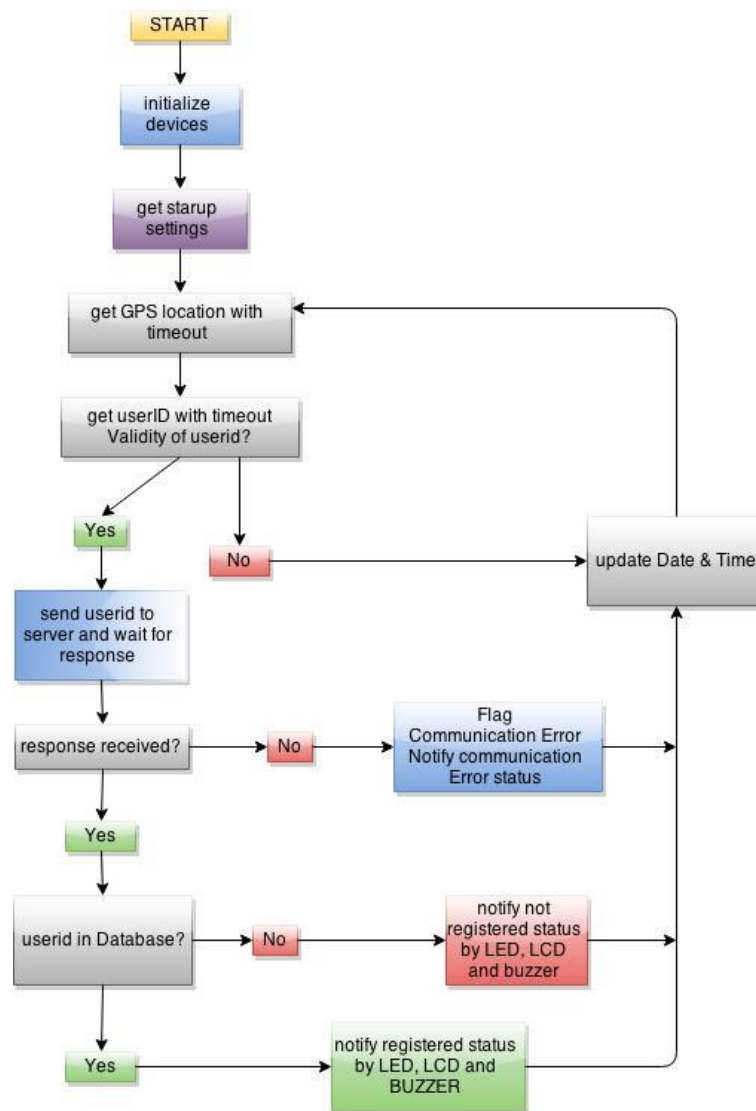 START
initialize
devices
get starup
settings
get GPS location with
timeout
get userID with timeout
Validity of userid?
Yes
No
update Date & Time
send userid to
server and wait for
response
response received?
No
Flag
Communication Error
Notify communication
Error status
Yes
userid in Database?
No
notify not
registered status
by LED, LCD
and buzzer
Yes
notify registered status
by LED, LCD and
BUZZER